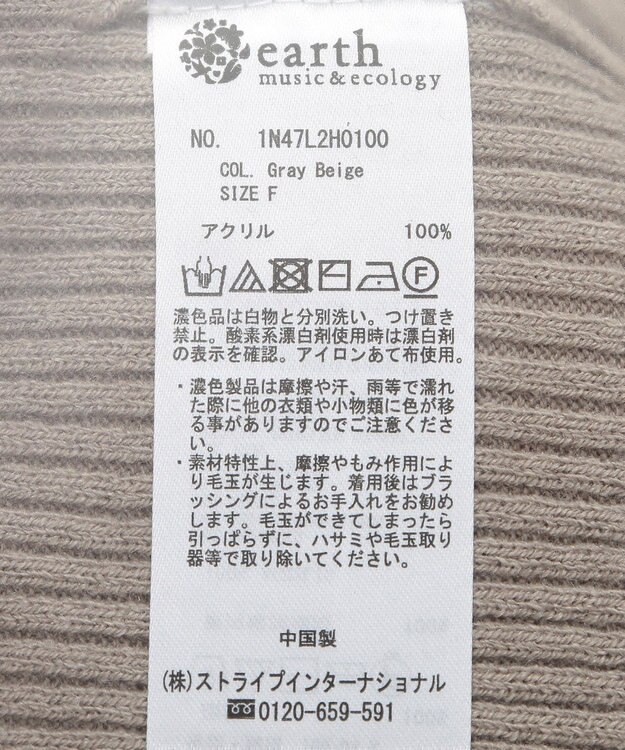 earth
music&ecology
NO. 1N47L2H0100
COL. Gray Beige
SIZE F
アクリル 100%
F
濃色品は白物と分別洗い。つけ置き
禁止。酸素系漂白剤使用時は漂白剤
の表示を確認。アイロンあて布使用。
・濃色製品は摩擦や汗、雨等で濡れ
た際に他の衣類や小物類に色が移
る事がありますのでご注意くださ
い。
・素材特性上、摩擦やもみ作用によ
り毛玉が生じます。着用後はブラ
ッシングによるお手入れをお勧め
します。毛玉ができてしまったら
引っぱらずに、ハサミや毛玉取り
器等で取り除いてください。
中国製
(株)ストライプインターナショナル
0120-659-591